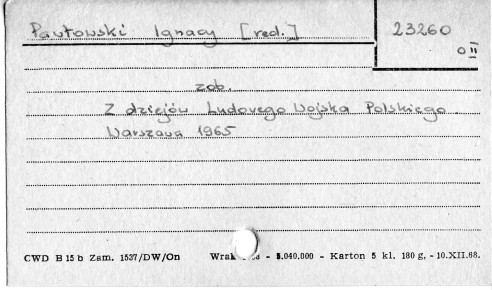 Pawłowski Ignacy [red.]
23260
O II
zob.
Z dziejów Ludowego Wojska Polskiego.
Warszawa 1965
CWD B 15 b Zam. 1537/DW/On - 5.040.000 - Karton 5 kl. 180 g. - 10.XII.68.